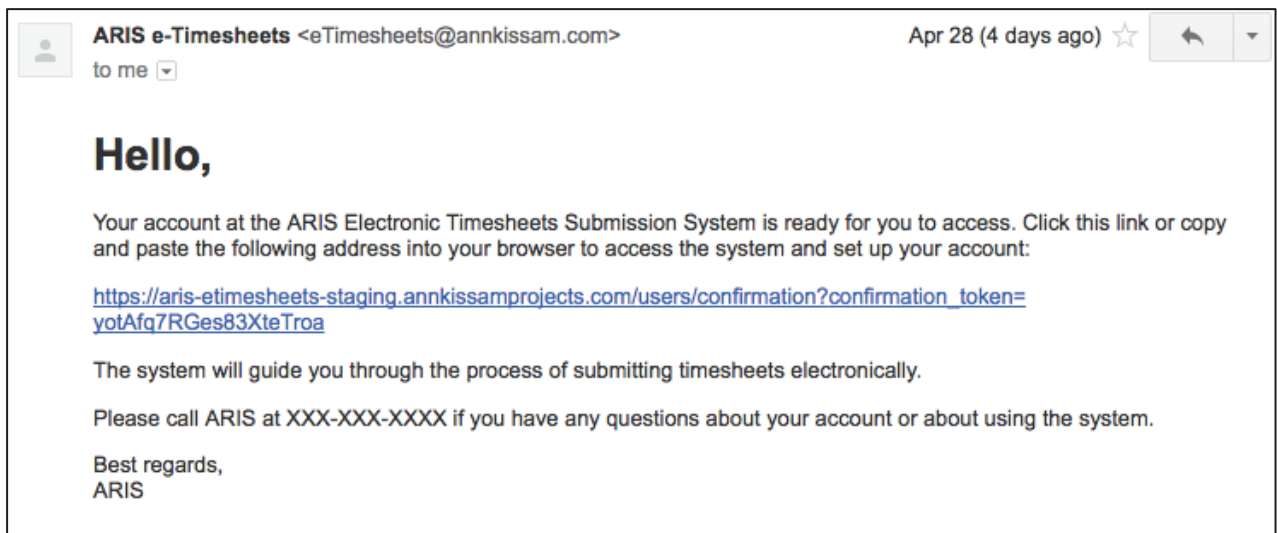 ARIS e-Timesheets <eTimesheets@annkissam.com> Apr 28 (4 days ago)
to me
Hello,
Your account at the ARIS Electronic Timesheets Submission System is ready for you to access. Click this link or copy
and paste the following address into your browser to access the system and set up your account:
https://aris-etimesheets-staging.annkissamprojects.com/users/confirmation?confirmation_token=
yotAfq7RGes83XteTroa
The system will guide you through the process of submitting timesheets electronically.
Please call ARIS at XXX-XXX-XXXX if you have any questions about your account or about using the system.
Best regards,
ARIS